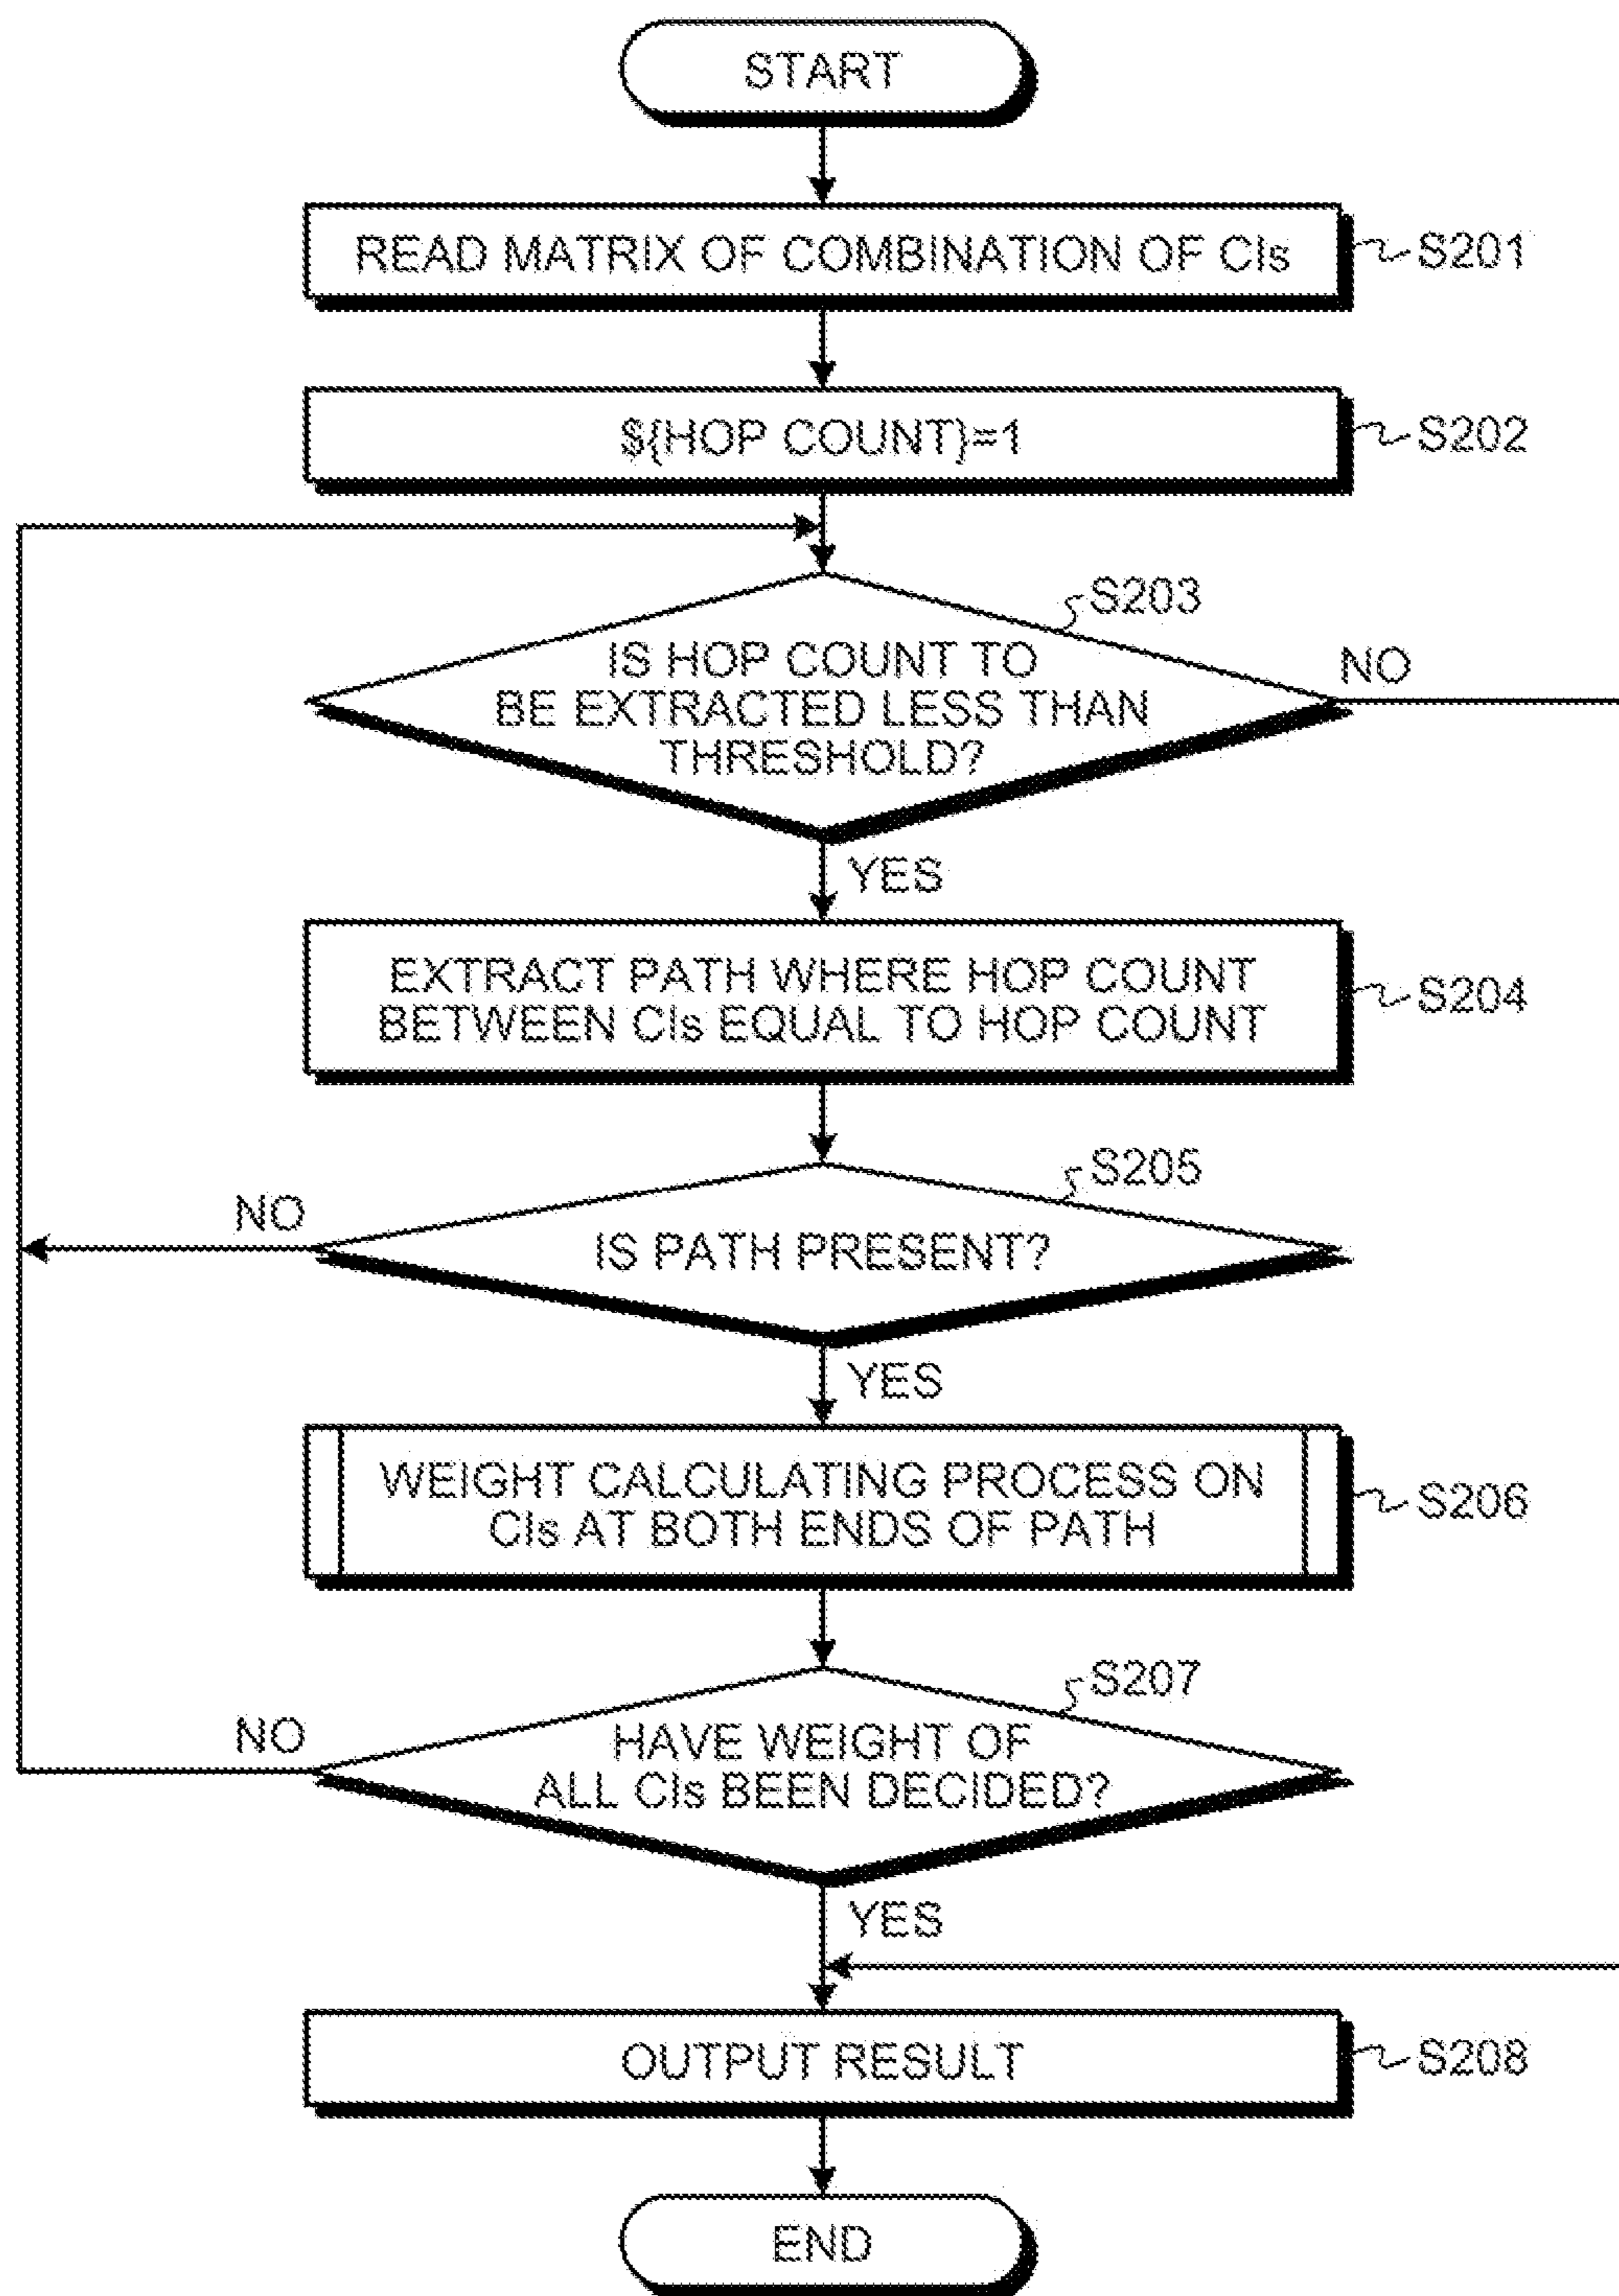 START
READ MATRIX OF COMBINATION OF CIs
S201
${HOP COUNT}=1
S202
S203
IS HOP COUNT TO
BE EXTRACTED LESS THAN
THRESHOLD?
NO
YES
EXTRACT PATH WHERE HOP COUNT
BETWEEN CIs EQUAL TO HOP COUNT
S204
S205
NO
IS PATH PRESENT?
YES
WEIGHT CALCULATING PROCESS ON
CIs AT BOTH ENDS OF PATH
S206
S207
NO
HAVE WEIGHT OF
ALL CIs BEEN DECIDED?
YES
OUTPUT RESULT
S208
END